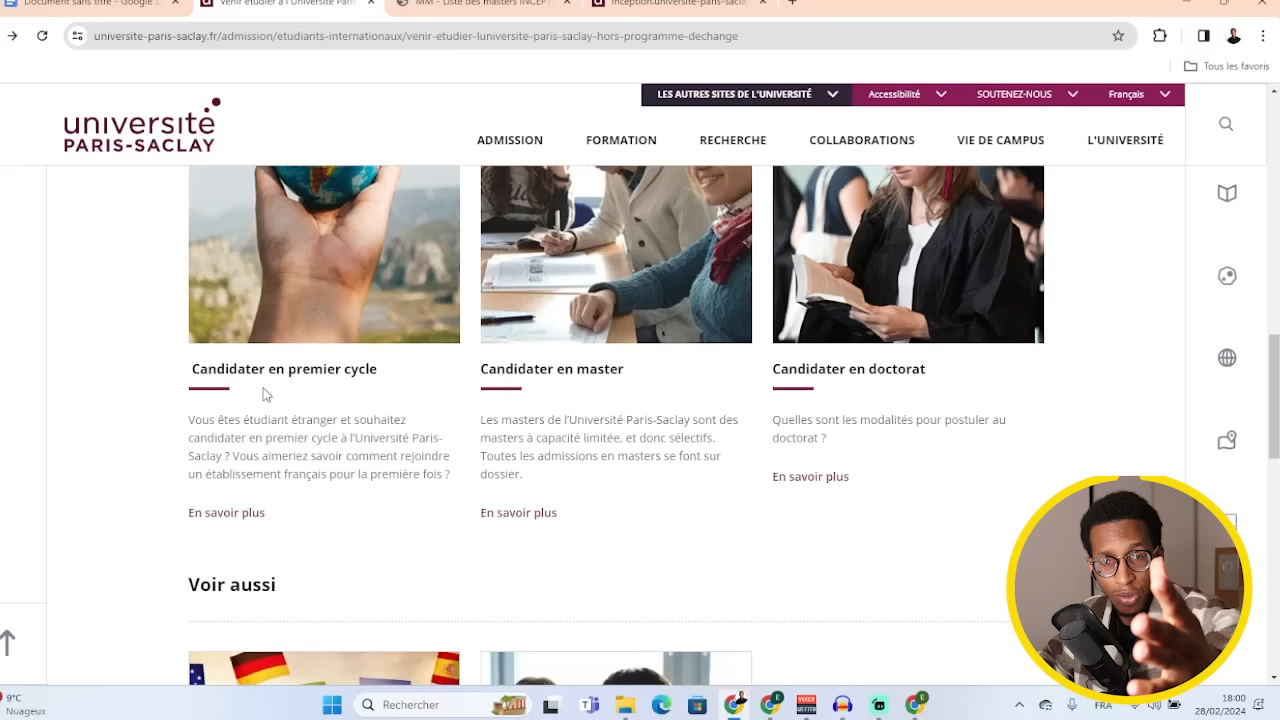 Document sans titre - Google D
Venir étudier à l'Université Paris
MM - Liste des masters INCEPT
inception.universite-paris-sacla
universite-paris-saclay.fr/admission/etudiants-internationaux/venir-etudier-luniversite-paris-saclay-hors-programme-dechange
Tous les favoris
LES AUTRES SITES DE L'UNIVERSITÉ
Accessibilité
SOUTENEZ-NOUS
Français
université
PARIS-SACLAY
ADMISSION
FORMATION
RECHERCHE
COLLABORATIONS
VIE DE CAMPUS
L'UNIVERSITÉ
Candidater en premier cycle
Vous êtes étudiant étranger et souhaitez
candidater en premier cycle à l'Université Paris-
Saclay ? Vous aimeriez savoir comment rejoindre
un établissement français pour la première fois ?
En savoir plus
Candidater en master
Les masters de l'Université Paris-Saclay sont des
masters à capacité limitée, et donc sélectifs.
Toutes les admissions en masters se font sur
dossier.
En savoir plus
Candidater en doctorat
Quelles sont les modalités pour postuler au
doctorat ?
En savoir plus
Voir aussi
9°C
Nuageux
Rechercher
FRA
18:08
28/02/2024